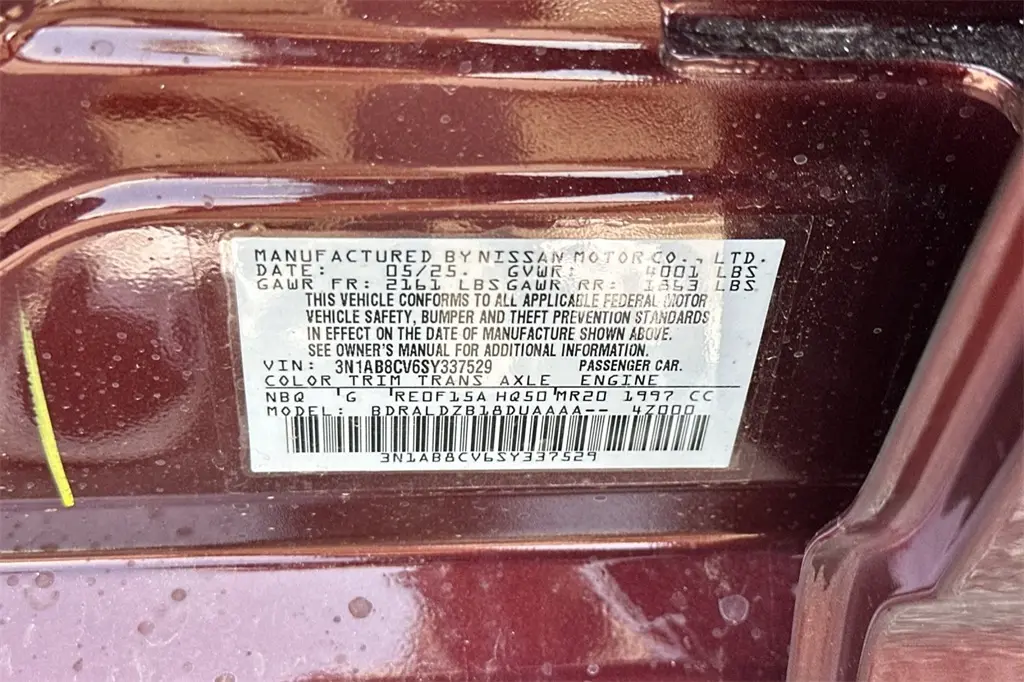 MANUFACTURED BY NISSAN MOTOR CO., LTD.
DATE: 05/25. GVWR: 4001 LBS
GAWR FR: 2161 LBS GAWR RR: 1863 LBS
THIS VEHICLE CONFORMS TO ALL APPLICABLE FEDERAL MOTOR
VEHICLE SAFETY, BUMPER AND THEFT PREVENTION STANDARDS
IN EFFECT ON THE DATE OF MANUFACTURE SHOWN ABOVE.
SEE OWNER'S MANUAL FOR ADDITIONAL INFORMATION.
VIN: 3N1AB8CV6SY337529 PASSENGER CAR.
COLOR TRIM TRANS AXLE ENGINE
NBQ G RE0F15A HQ50 MR20 1997 CC
MODEL: BDRALDZB18DUAAAA-- 4Z000
3N1AB8CV6SY337529